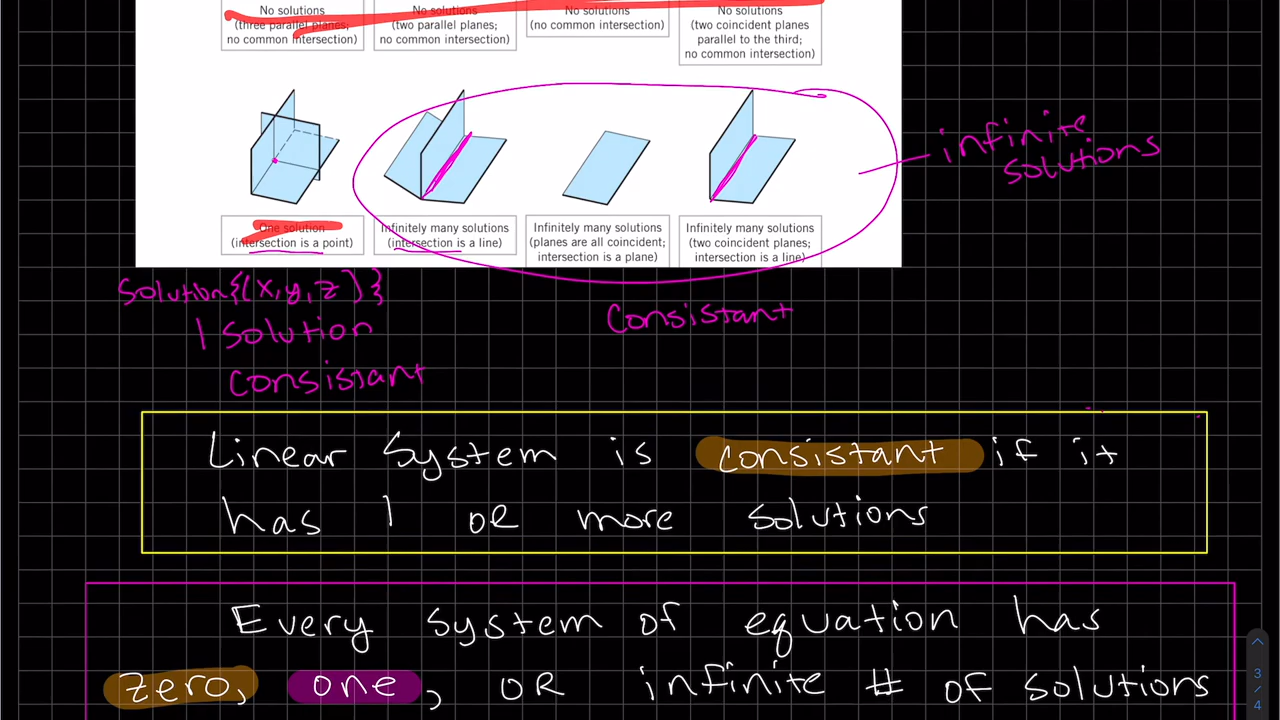 No solutions
(three parallel planes;
no common intersection)
No solutions
(two parallel planes;
no common intersection)
No solutions
(no common intersection)
No solutions
(two coincident planes
parallel to the third;
no common intersection)
infinite
solutions
One solution
(intersection is a point)
Infinitely many solutions
(intersection is a line)
Infinitely many solutions
(planes are all coincident;
intersection is a plane)
Infinitely many solutions
(two coincident planes;
intersection is a line)
Solution{(x,y,z)}
1 solution
consistant
Consistant
Linear System is consistant if it
has 1 OR more solutions
Every system of equation has
zero, one, OR infinite # of solutions
3
/
4